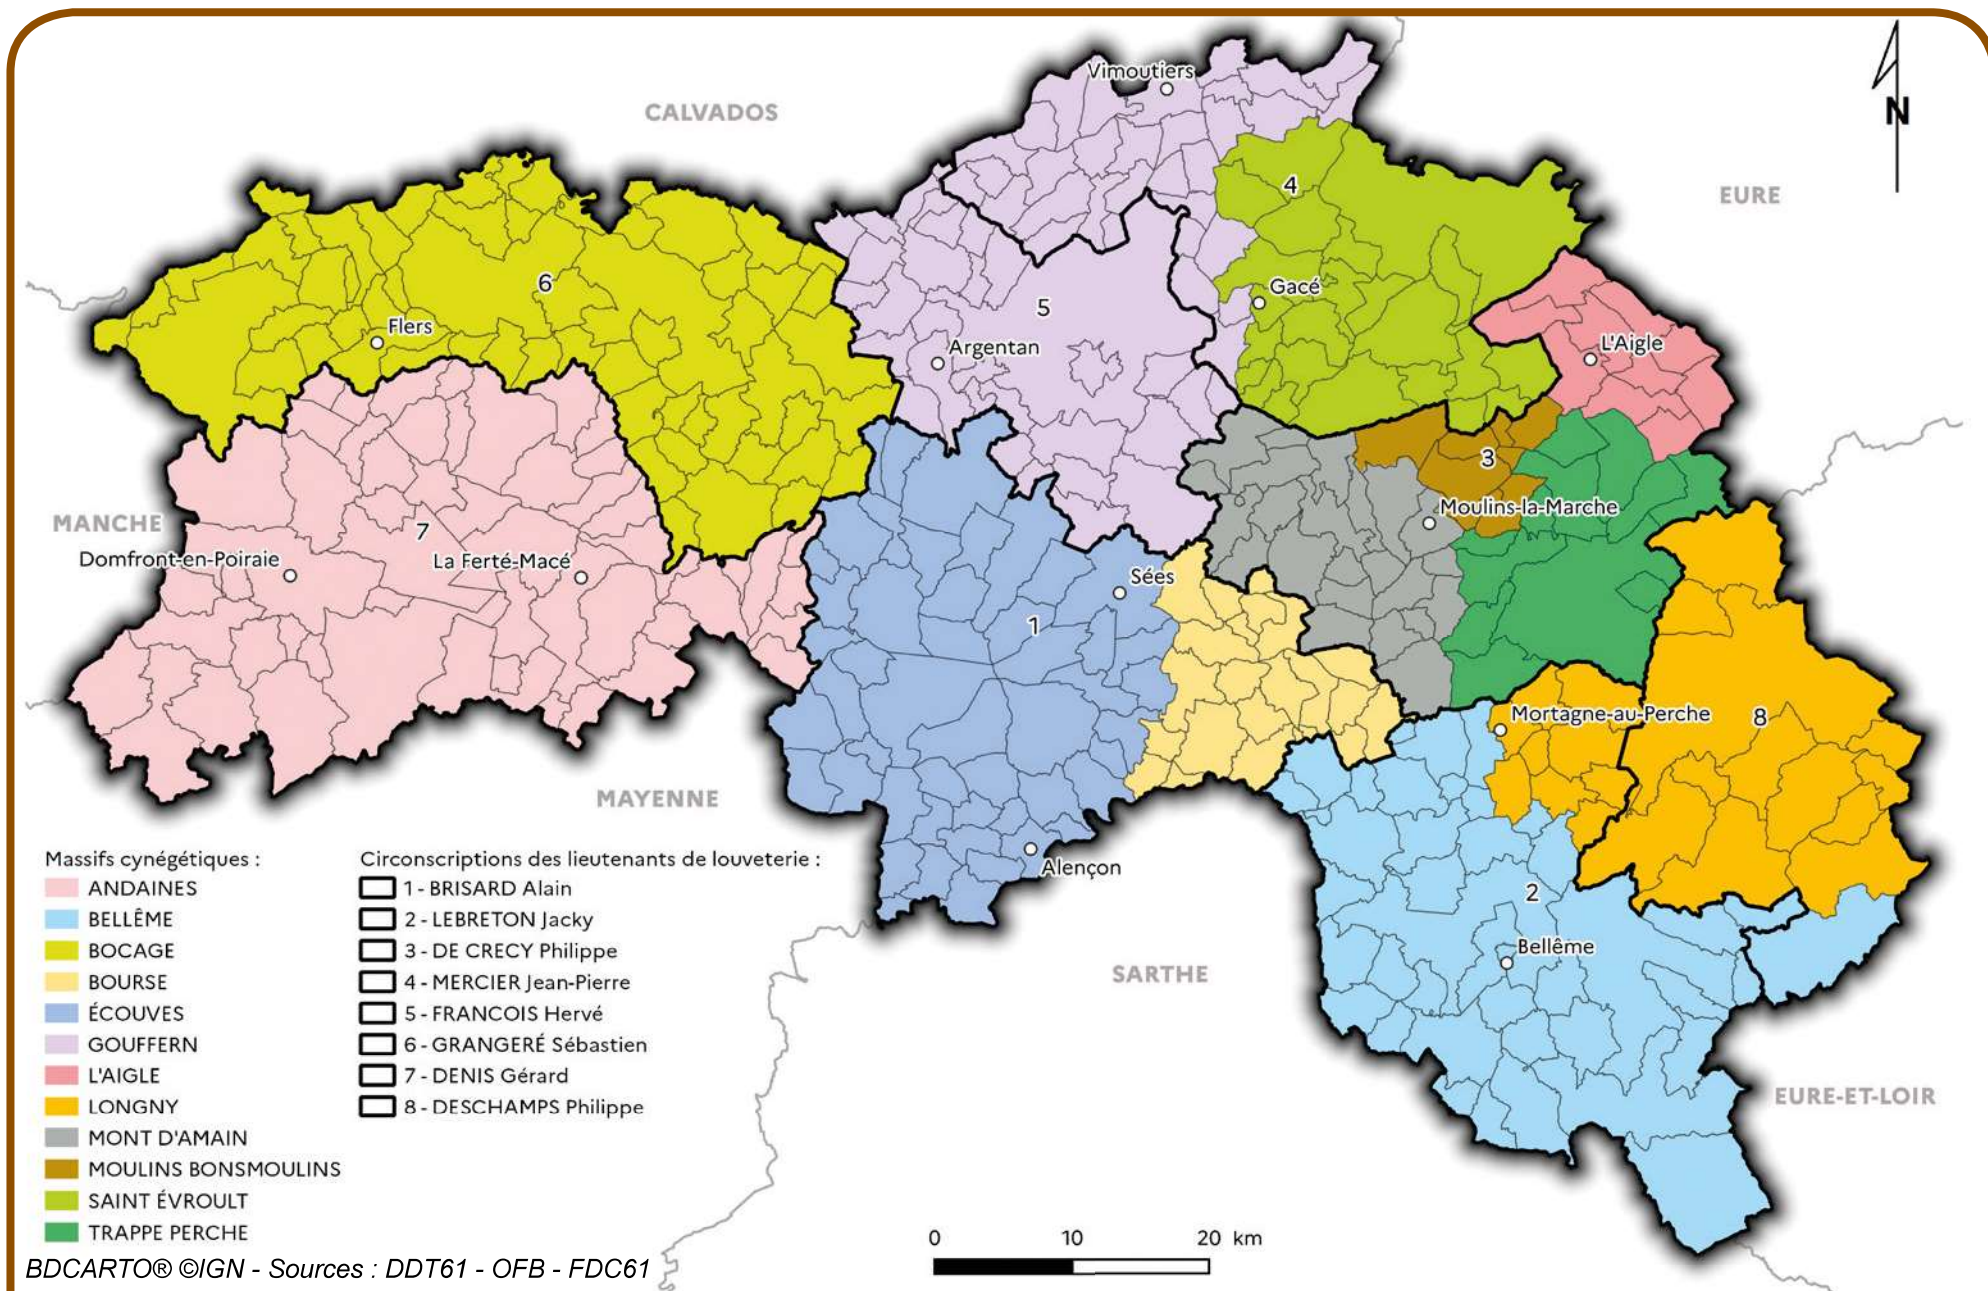 Vimoutiers
CALVADOS
N
EURE
4
6
Gacé
5
Flers
Argentan
L'Aigle
3
MANCHE
7
Moulins-la-Marche
Domfront-en-Poiraie
La Ferté-Macé
Sées
1
Mortagne-au-Perche
8
MAYENNE
Alençon
2
Bellême
SARTHE
EURE-ET-LOIR
Massifs cynégétiques :
ANDAINES
BELLÊME
BOCAGE
BOURSE
ÉCOUVES
GOUFFERN
L'AIGLE
LONGNY
MONT D'AMAIN
MOULINS BONSMOULINS
SAINT ÉVROULT
TRAPPE PERCHE
Circonscriptions des lieutenants de louveterie :
1 - BRISARD Alain
2 - LEBRETON Jacky
3 - DE CRECY Philippe
4 - MERCIER Jean-Pierre
5 - FRANCOIS Hervé
6 - GRANGERÉ Sébastien
7 - DENIS Gérard
8 - DESCHAMPS Philippe
0 10 20 km
BDCARTO® ©IGN - Sources : DDT61 - OFB - FDC61